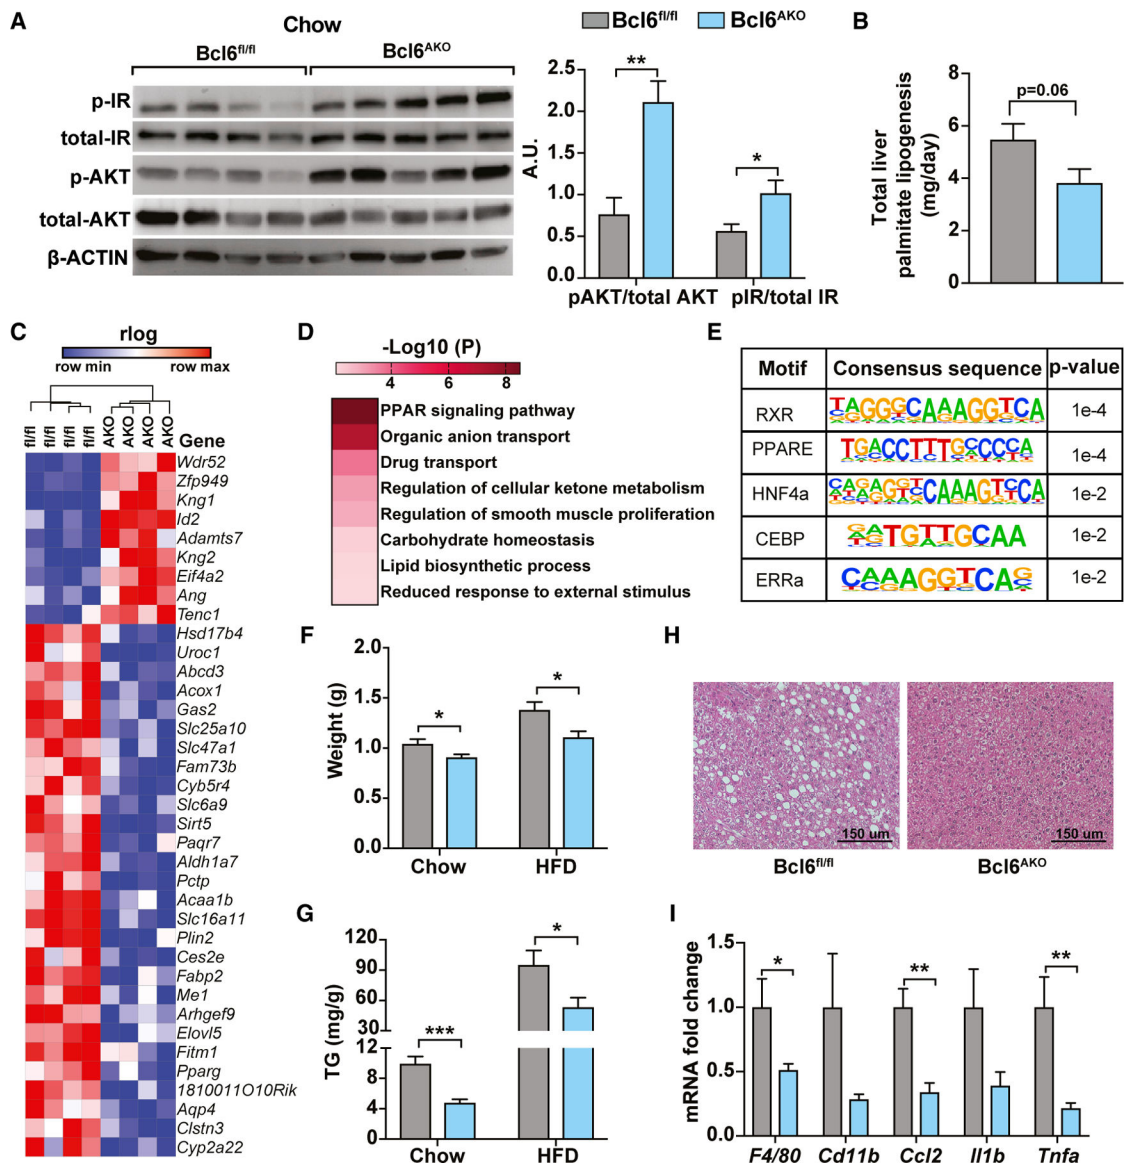 A
Chow
Bcl6fl/fl
Bcl6AKO
p-IR
total-IR
p-AKT
total-AKT
β-ACTIN
Bcl6fl/fl
Bcl6AKO
A.U.
2.5
2.0
1.5
1.0
0.5
0.0
**
*
pAKT/total AKT
pIR/total IR
B
Total liver
palmitate lipogenesis
(mg/day)
8
6
4
2
0
p=0.06
C
rlog
row min
row max
fl/fl
fl/fl
fl/fl
fl/fl
AKO
AKO
AKO
AKO
Gene
Wdr52
Zfp949
Kng1
Id2
Adamts7
Kng2
Eif4a2
Ang
Tenc1
Hsd17b4
Uroc1
Abcd3
Acox1
Gas2
Slc25a10
Slc47a1
Fam73b
Cyb5r4
Slc6a9
Sirt5
Paqr7
Aldh1a7
Pctp
Acaa1b
Slc16a11
Plin2
Ces2e
Fabp2
Me1
Arhgef9
Elovl5
Fitm1
Pparg
1810011O10Rik
Aqp4
Clstn3
Cyp2a22
D
-Log10 (P)
4
6
8
PPAR signaling pathway
Organic anion transport
Drug transport
Regulation of cellular ketone metabolism
Regulation of smooth muscle proliferation
Carbohydrate homeostasis
Lipid biosynthetic process
Reduced response to external stimulus
E
Motif
Consensus sequence
p-value
RXR
TAGGGCAAAGGTCA
1e-4
PPARE
TGACCTTTGCCCCA
1e-4
HNF4a
1e-2
CEBP
1e-2
ERRa
1e-2
F
Weight (g)
2.0
1.5
1.0
0.5
0.0
*
*
Chow
HFD
G
TG (mg/g)
120
90
60
30
12
8
4
0
***
*
Chow
HFD
H
150 um
150 um
Bcl6fl/fl
Bcl6AKO
I
mRNA fold change
1.5
1.0
0.5
0.0
*
**
**
F4/80
Cd11b
Ccl2
Il1b
Tnfa